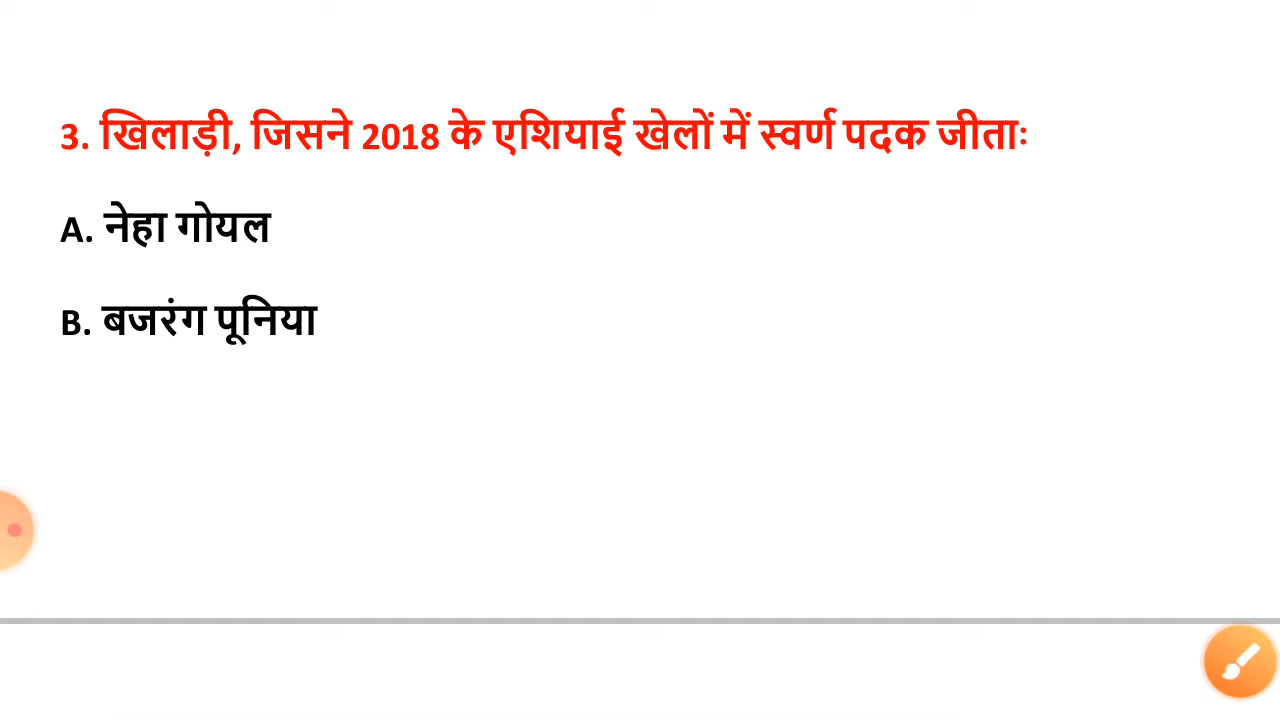 3. खिलाड़ी, जिसने 2018 के एशियाई खेलों में स्वर्ण पदक जीताः
A. नेहा गोयल
B. बजरंग पूनिया